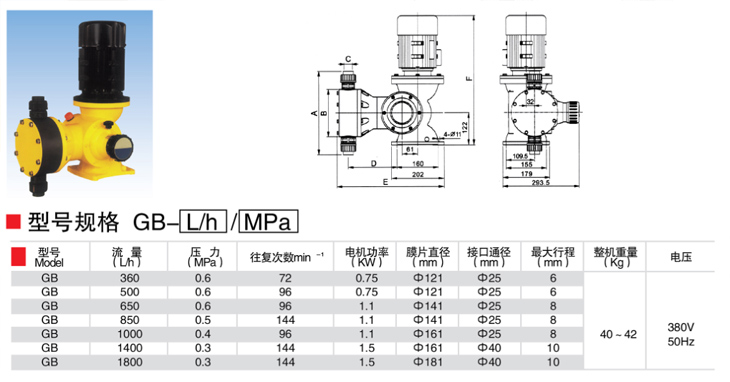 C
A
B
F
O
4-Ø11
122
61
D
160
202
E
32
109.5
155
179
293.5
型号规格 GB-L/h/MPa
型号 流 量 压 力 往复次数min⁻¹ 电机功率 膜片直径 接口通径 最大行程 整机重量 电压
Model (L/h) (MPa) (KW) (mm) (mm) (mm) (Kg)
GB 360 0.6 72 0.75 Φ121 Φ25 6
GB 500 0.6 96 0.75 Φ121 Φ25 6
GB 650 0.6 96 1.1 Φ141 Φ25 8
GB 850 0.5 144 1.1 Φ141 Φ25 8
GB 1000 0.4 96 1.1 Φ161 Φ25 8
GB 1400 0.3 144 1.5 Φ161 Φ40 10
GB 1800 0.3 144 1.5 Φ181 Φ40 10
40～42
380V
50Hz